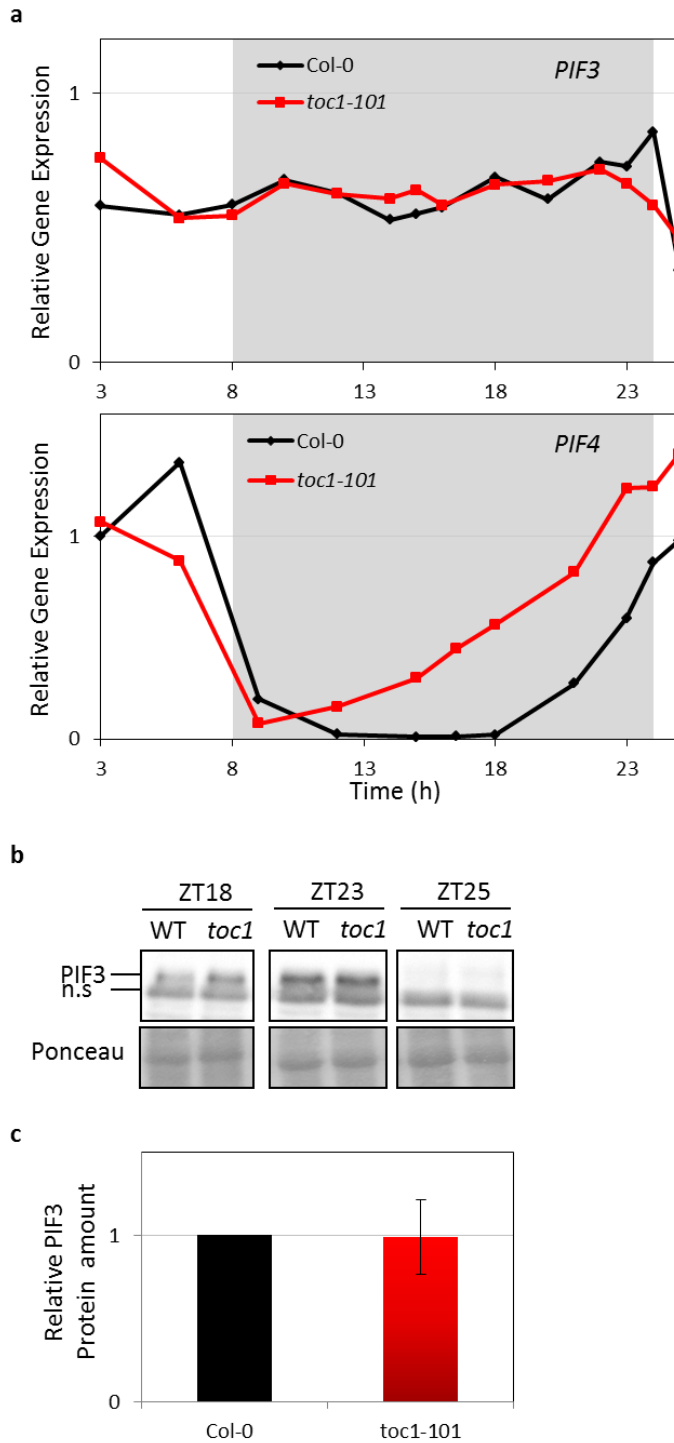 a
Relative Gene Expression
1
0
Col-0
toc1-101
PIF3
3 8 13 18 23
Relative Gene Expression
1
0
Col-0
toc1-101
PIF4
3 8 13 18 23
Time (h)
b
ZT18 ZT23 ZT25
WT toc1 WT toc1 WT toc1
PIF3
n.s
Ponceau
c
Relative PIF3
Protein amount
1
0
Col-0 toc1-101